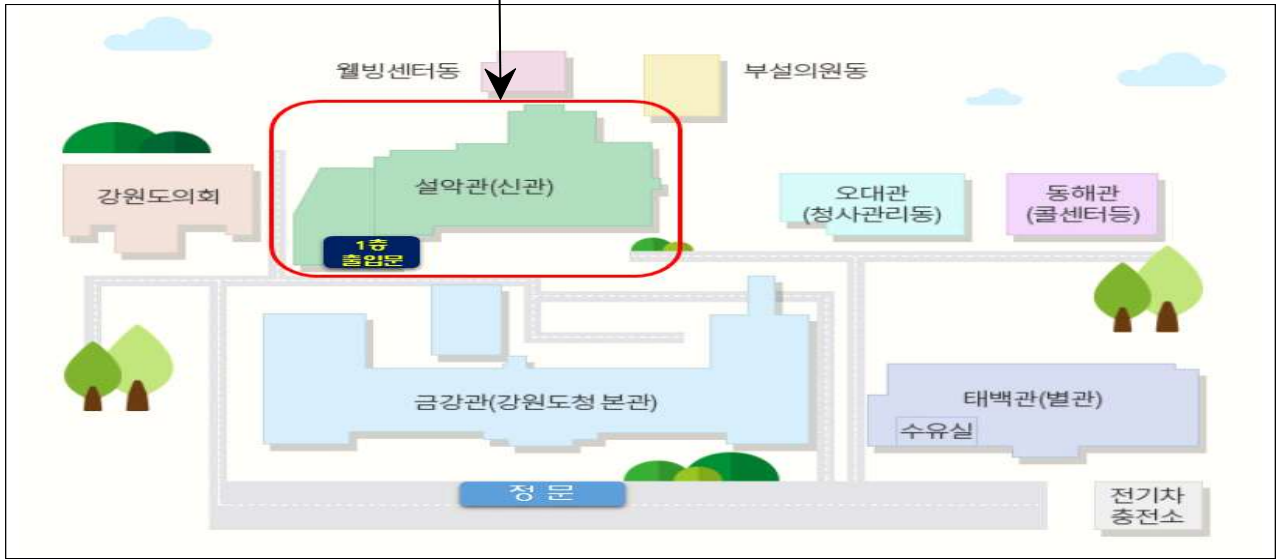 웰빙센터동
부설의원동
강원도의회
설악관(신관)
오대관
(청사관리동)
동해관
(콜센터등)
1층
출입문
금강관(강원도청 본관)
태백관(별관)
수유실
정 문
전기차
충전소